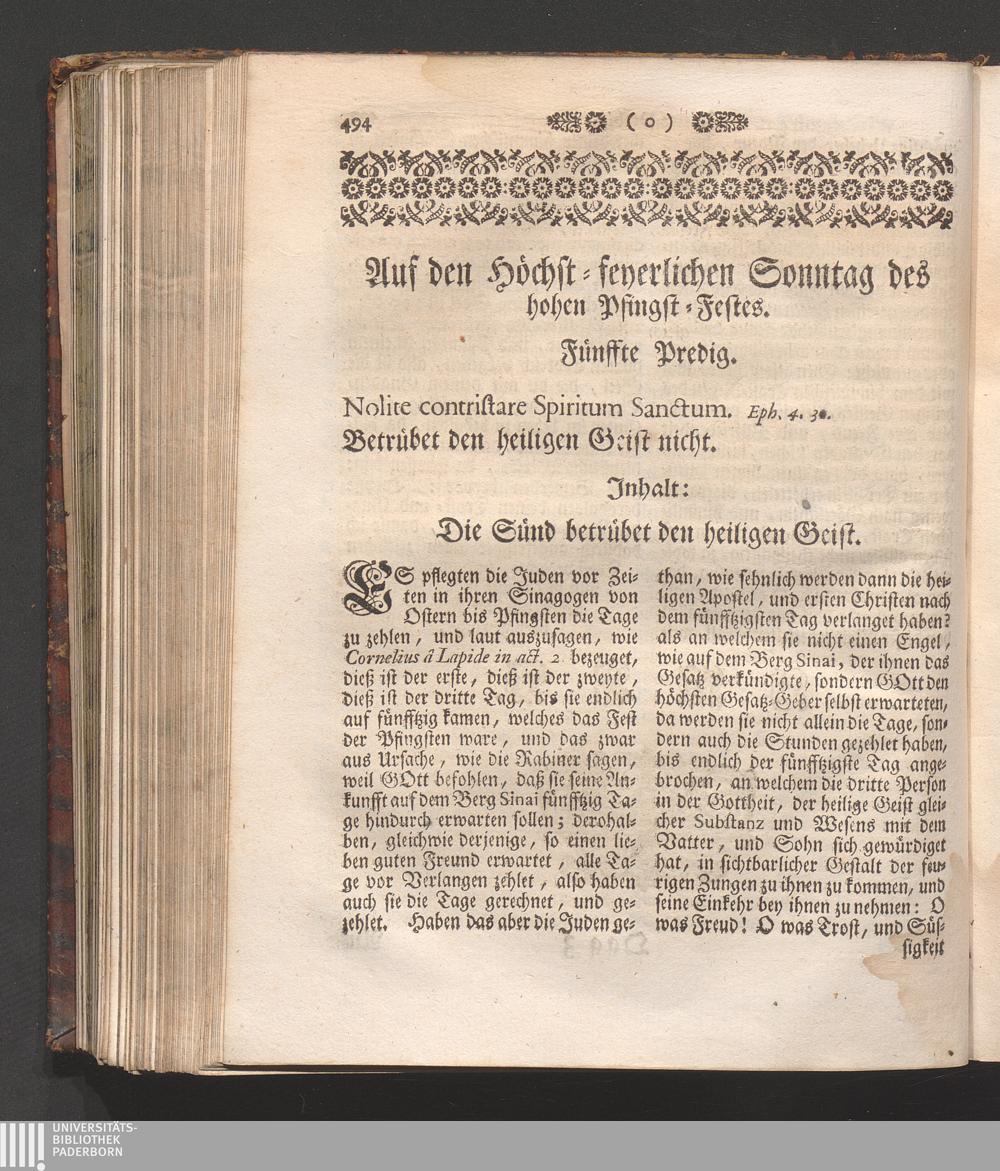 494 ( o )
Auf den Höchst-feyerlichen Sonntag des
hohen Pfingst-Festes.
Fünffte Predig.
Nolite contristare Spiritum Sanctum. Eph. 4. 30.
Betrübet den heiligen Geist nicht.
Inhalt:
Die Sünd betrübet den heiligen Geist.
ES pflegten die Juden vor Zei-
ten in ihren Sinagogen von
Ostern bis Pfingsten die Tage
zu zehlen, und laut auszusagen, wie
Cornelius â Lapide in act. 2 bezeuget,
dieß ist der erste, dieß ist der zweyte,
dieß ist der dritte Tag, bis sie endlich
auf fünfftzig kamen, welches das Fest
der Pfingsten ware, und das zwar
aus Ursache, wie die Rabiner sagen,
weil GOtt befohlen, daß sie seine An-
kunfft auf dem Berg Sinai fünfftzig Ta-
ge hindurch erwarten sollen; derohal-
ben, gleichwie derjenige, so einen lie-
ben guten Freund erwartet, alle Ta-
ge vor Verlangen zehlet, also haben
auch sie die Tage gerechnet, und ge-
zehlet. Haben das aber die Juden ge-
than, wie sehnlich werden dann die hei-
ligen Apostel, und ersten Christen nach
dem fünfftzigsten Tag verlanget haben?
als an welchem sie nicht einen Engel,
wie auf dem Berg Sinai, der ihnen das
Gesatz verkündigte, sondern GOtt den
höchsten Gesatz-Geber selbst erwarteten,
da werden sie nicht allein die Tage, son-
dern auch die Stunden gezehlet haben,
bis endlich der fünfftzigste Tag ange-
brochen, an welchem die dritte Person
in der Gottheit, der heilige Geist glei-
cher Substanz und Wesens mit dem
Vatter, und Sohn sich gewürdiget
hat, in sichtbarlicher Gestalt der feu-
rigen Zungen zu ihnen zu kommen, und
seine Einkehr bey ihnen zu nehmen: O
was Freud! O was Trost, und Süs-
sigkeit
UNIVERSITÄTS-
BIBLIOTHEK
PADERBORN